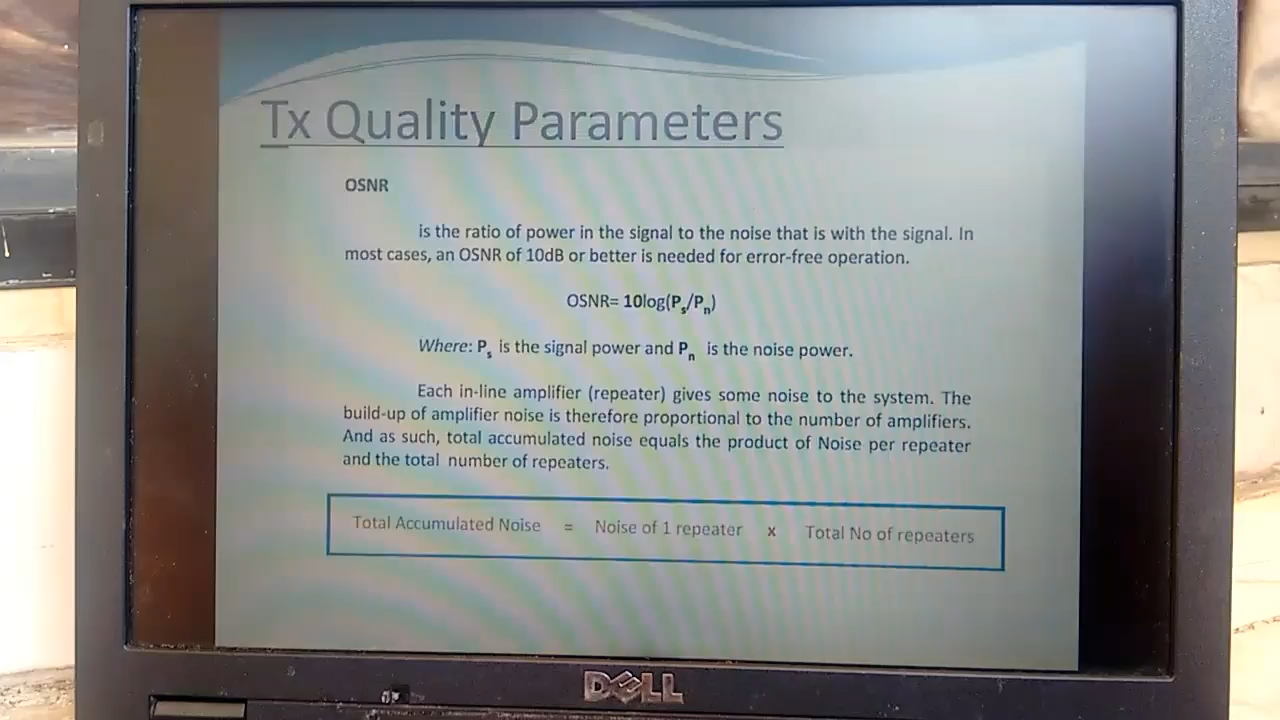 Tx Quality Parameters
OSNR
is the ratio of power in the signal to the noise that is with the signal. In
most cases, an OSNR of 10dB or better is needed for error-free operation.
OSNR= 10log(Ps/Pn)
Where: Ps is the signal power and Pn is the noise power.
Each in-line amplifier (repeater) gives some noise to the system. The
build-up of amplifier noise is therefore proportional to the number of amplifiers.
And as such, total accumulated noise equals the product of Noise per repeater
and the total number of repeaters.
Total Accumulated Noise = Noise of 1 repeater x Total No of repeaters
DELL